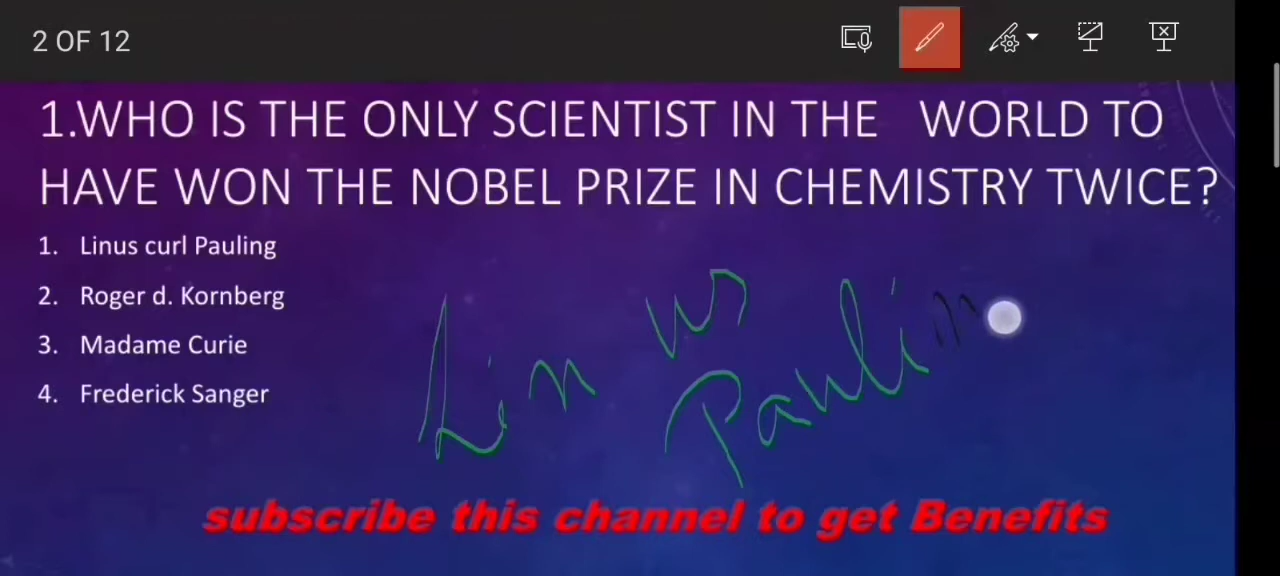 2 OF 12
1.WHO IS THE ONLY SCIENTIST IN THE WORLD TO
HAVE WON THE NOBEL PRIZE IN CHEMISTRY TWICE?
1. Linus curl Pauling
2. Roger d. Kornberg
3. Madame Curie
4. Frederick Sanger
Lin us
Paulin
subscribe this channel to get Benefits